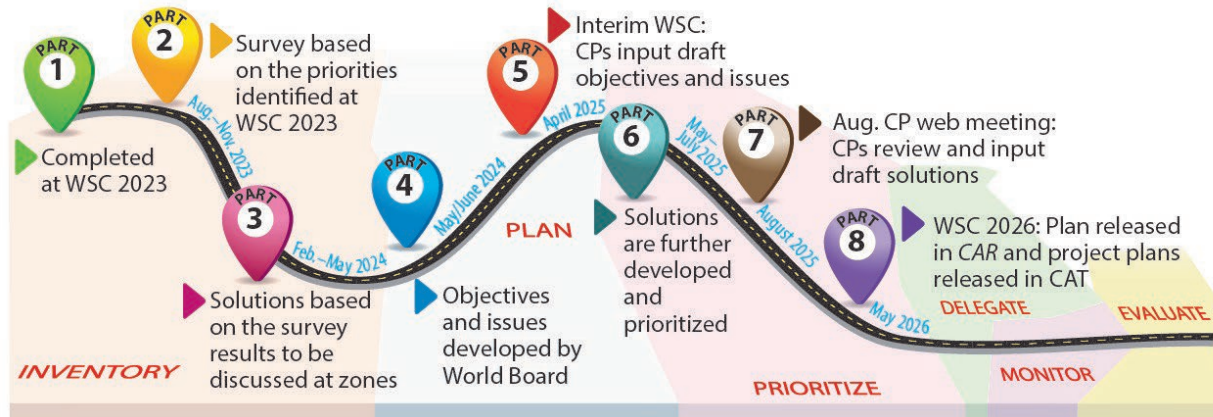 PART
1
Completed
at WSC 2023
PART
2
Survey based
on the priorities
identified at
WSC 2023
Aug.–Nov. 2023
PART
3
Solutions based
on the survey
results to be
discussed at zones
Feb.–May 2024
INVENTORY
PART
4
Objectives
and issues
developed by
World Board
May/June 2024
PLAN
PART
5
Interim WSC:
CPs input draft
objectives and issues
April 2025
PART
6
Solutions
are further
developed
and
prioritized
May–
July 2025
PART
7
Aug. CP web meeting:
CPs review and input
draft solutions
August 2025
PRIORITIZE
PART
8
WSC 2026: Plan released
in CAR and project plans
released in CAT
May 2026
DELEGATE
MONITOR
EVALUATE